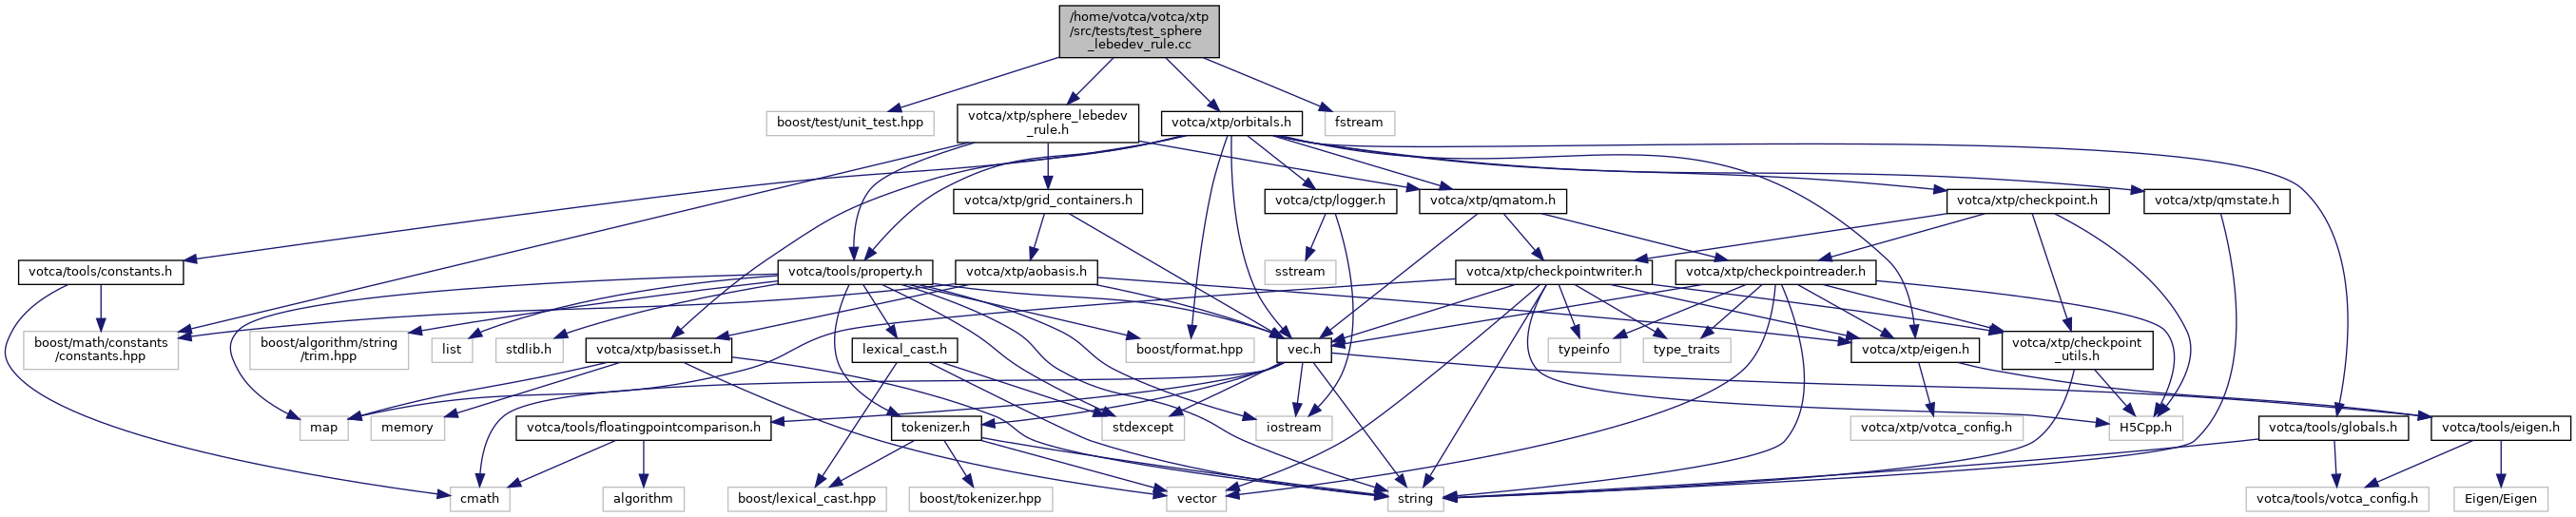 /home/votca/votca/xtp
/src/tests/test_sphere
_lebedev_rule.cc
boost/test/unit_test.hpp
votca/xtp/sphere_lebedev
_rule.h
votca/xtp/orbitals.h
fstream
votca/xtp/grid_containers.h
votca/ctp/logger.h
votca/xtp/qmatom.h
votca/xtp/checkpoint.h
votca/xtp/qmstate.h
votca/tools/constants.h
votca/tools/property.h
votca/xtp/aobasis.h
sstream
votca/xtp/checkpointwriter.h
votca/xtp/checkpointreader.h
boost/math/constants
/constants.hpp
boost/algorithm/string
/trim.hpp
list
stdlib.h
votca/xtp/basisset.h
lexical_cast.h
boost/format.hpp
vec.h
typeinfo
type_traits
votca/xtp/eigen.h
votca/xtp/checkpoint
_utils.h
map
memory
votca/tools/floatingpointcomparison.h
tokenizer.h
stdexcept
iostream
votca/xtp/votca_config.h
H5Cpp.h
votca/tools/globals.h
votca/tools/eigen.h
cmath
algorithm
boost/lexical_cast.hpp
boost/tokenizer.hpp
vector
string
votca/tools/votca_config.h
Eigen/Eigen